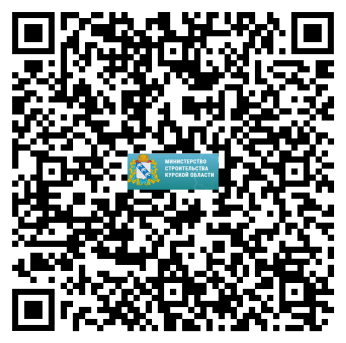 МИНИСТЕРСТВО
СТРОИТЕЛЬСТВА
КУРСКОЙ ОБЛАСТИ